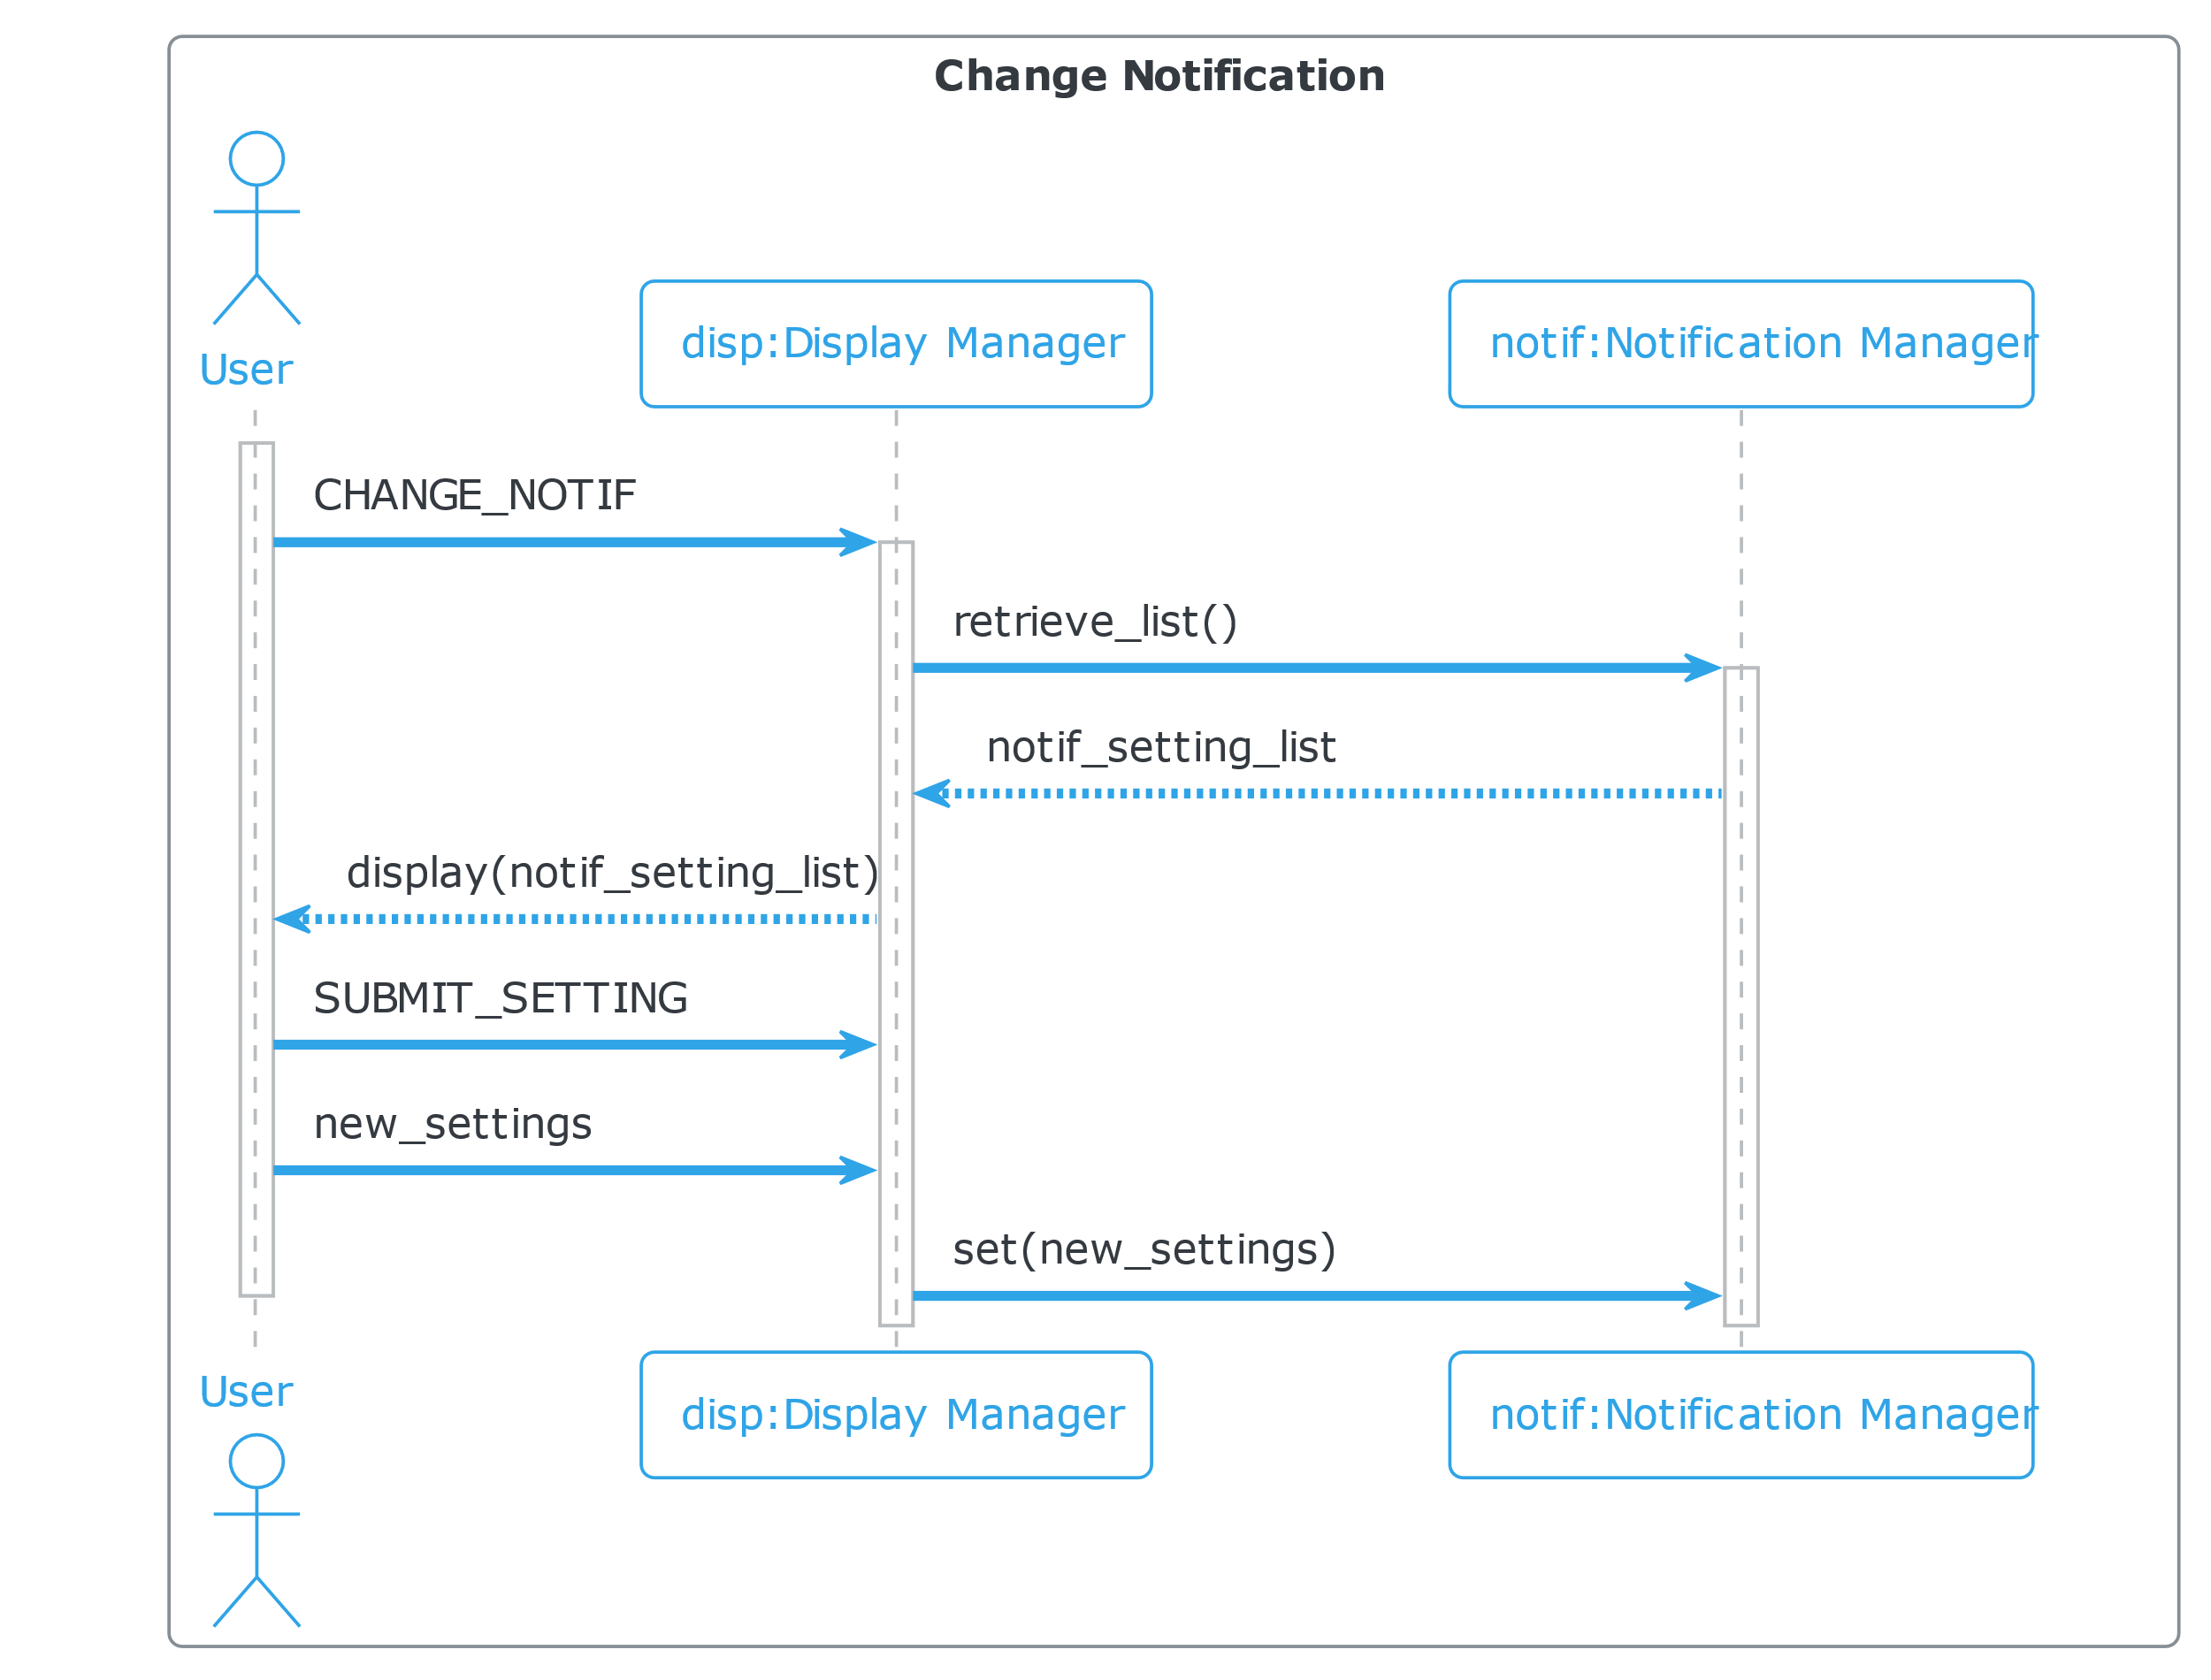 Change Notification
User
disp:Display Manager
notif:Notification Manager
CHANGE_NOTIF
retrieve_list()
notif_setting_list
display(notif_setting_list)
SUBMIT_SETTING
new_settings
set(new_settings)
User
disp:Display Manager
notif:Notification Manager